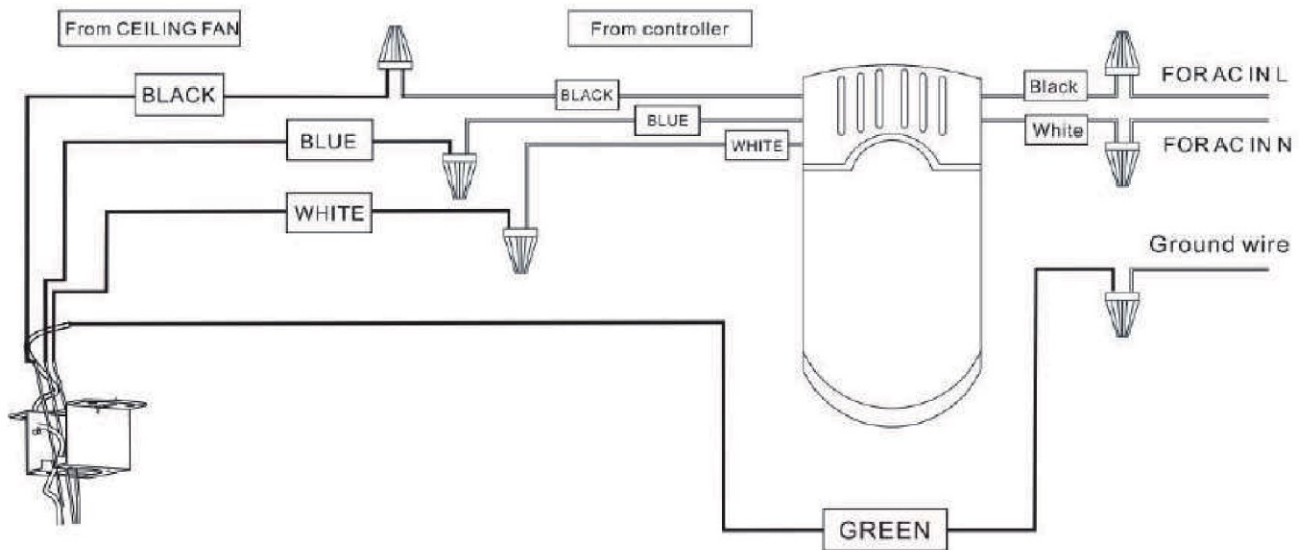 From CEILING FAN
From controller
BLACK
BLACK
Black
FOR AC IN L
BLUE
BLUE
White
FOR AC IN N
WHITE
WHITE
Ground wire
GREEN